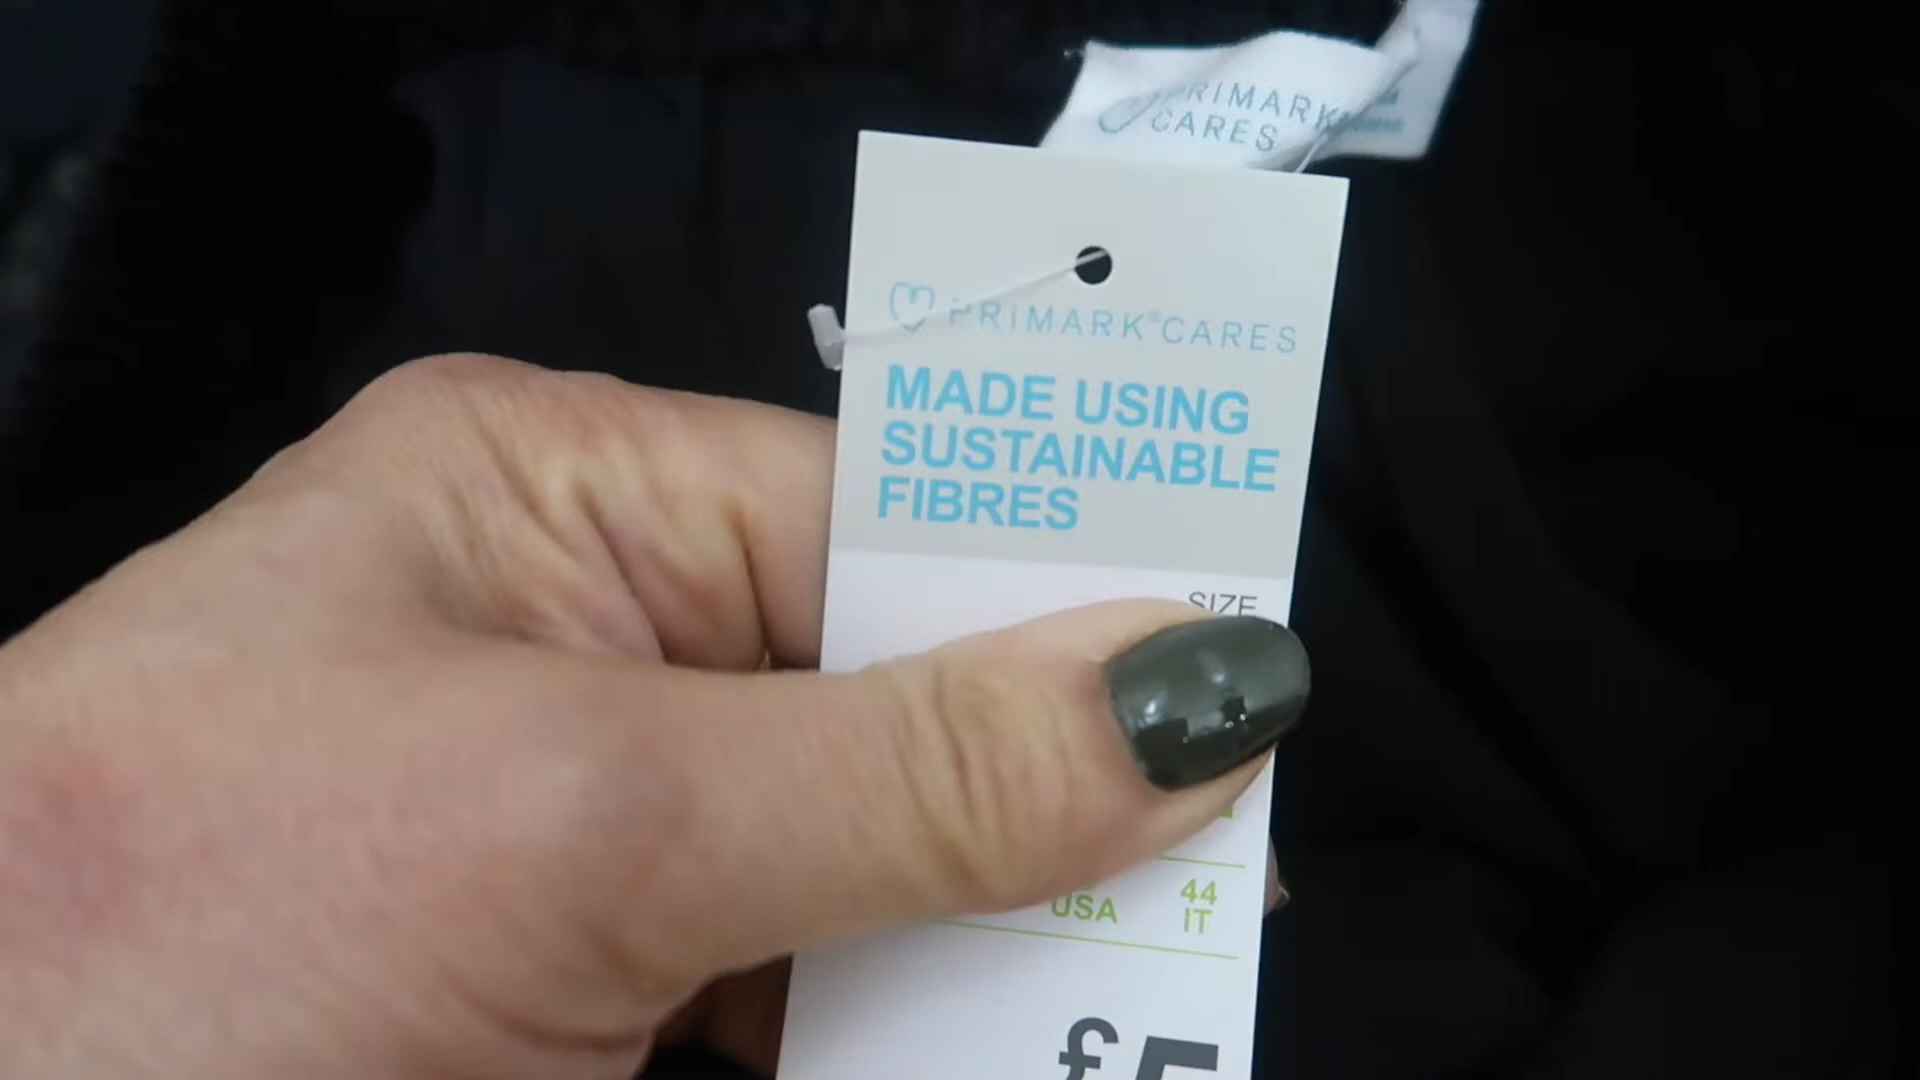 PRIMARK
CARES
PRIMARK® CARES
MADE USING
SUSTAINABLE
FIBRES
SIZE
USA
44
IT
£5